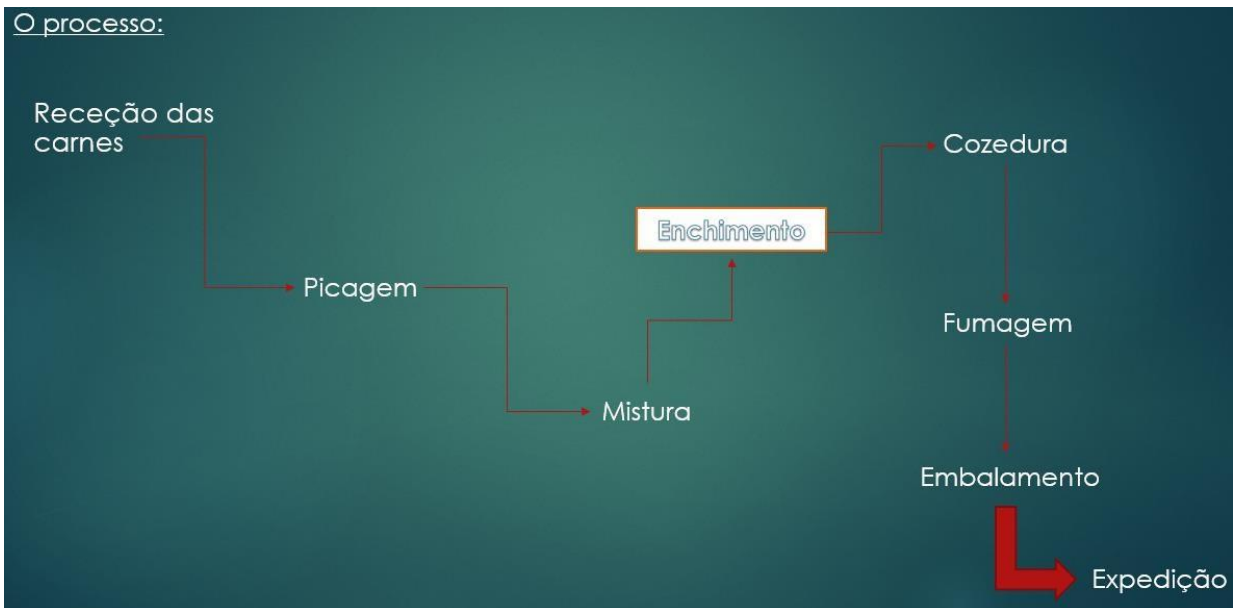 O processo:
Receção das
carnes
Picagem
Mistura
Enchimento
Cozedura
Fumagem
Embalamento
Expedição